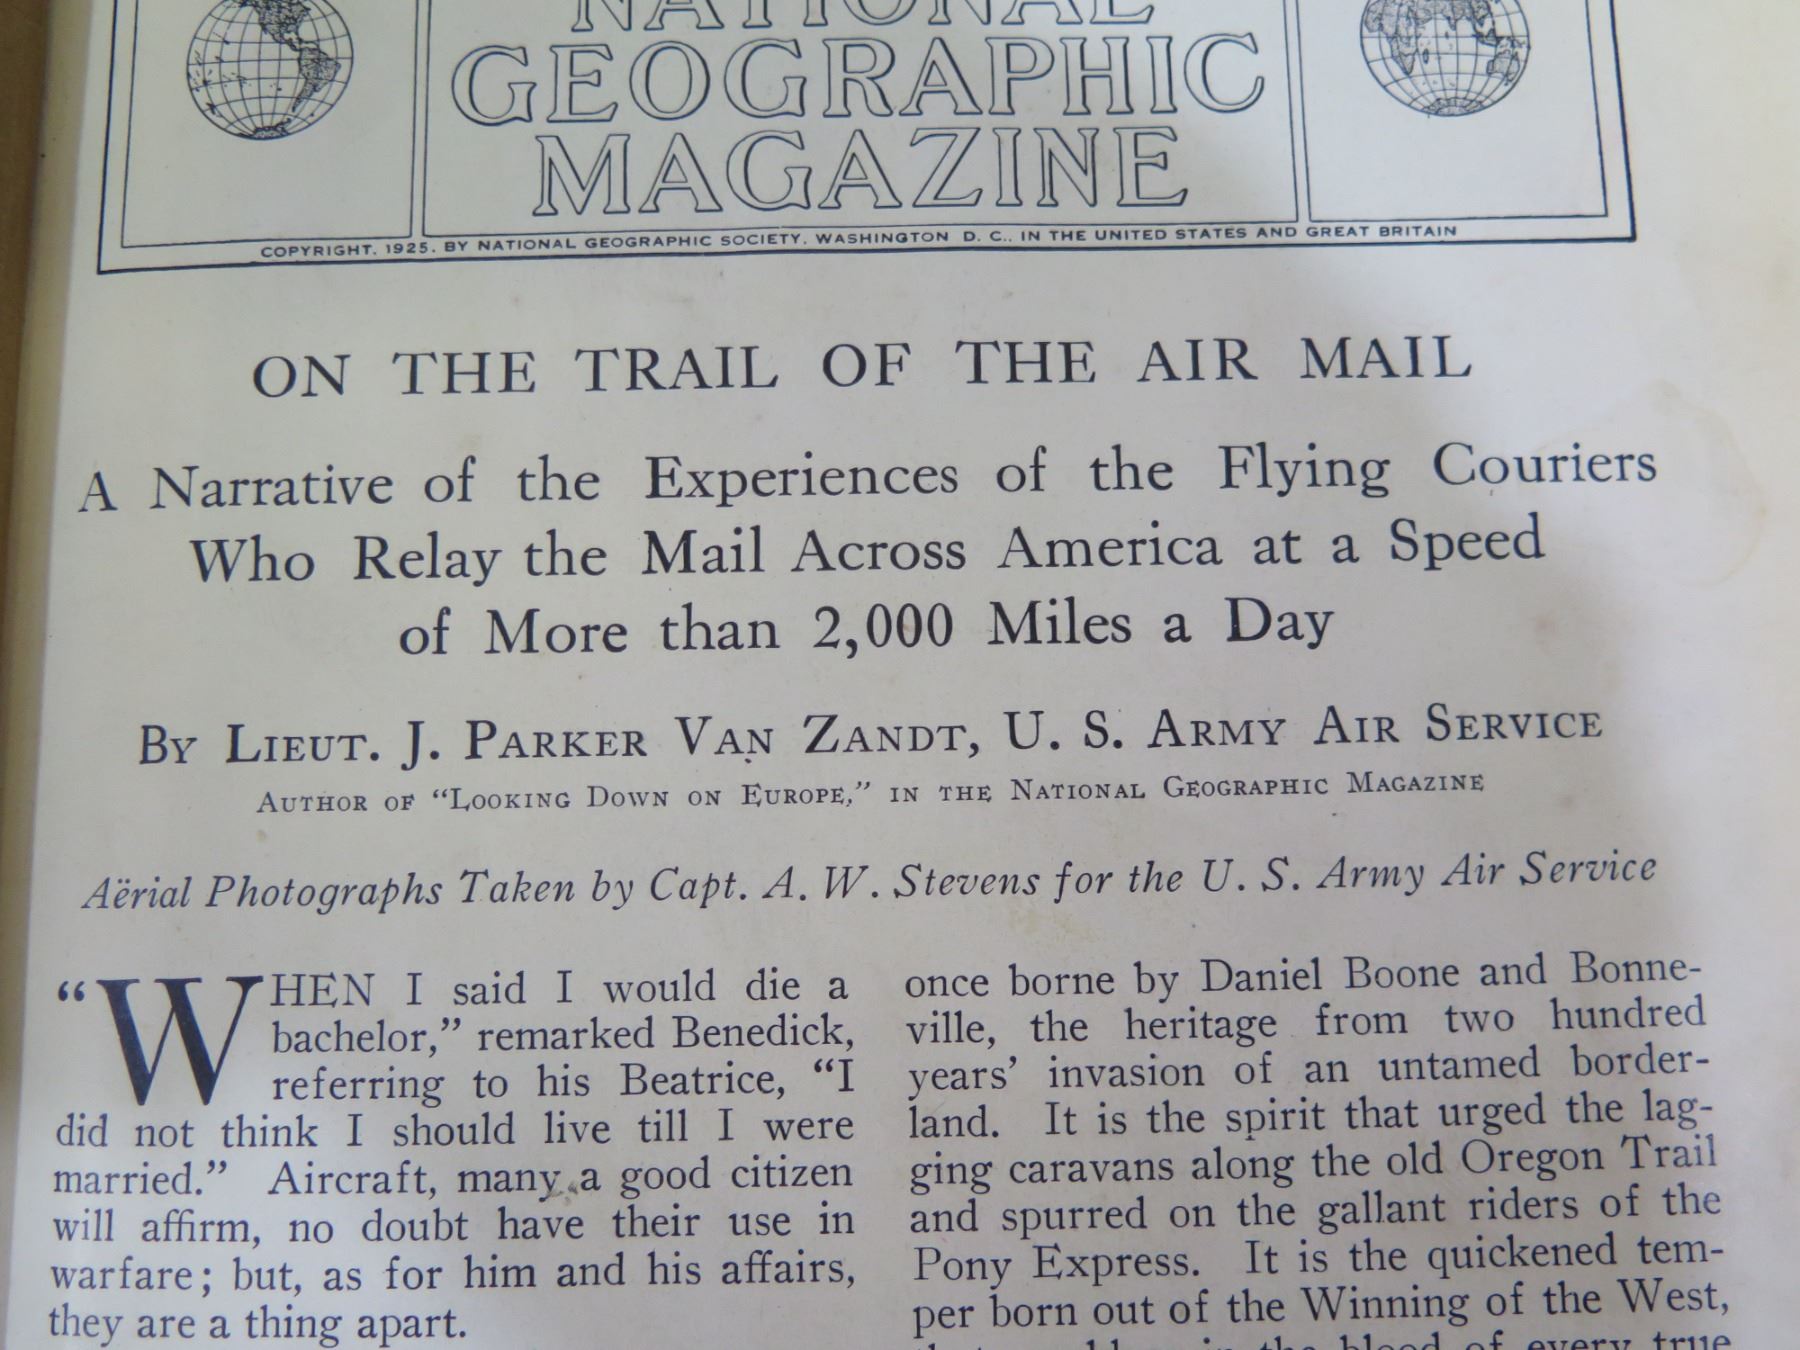 NATIONAL
GEOGRAPHIC
MAGAZINE
COPYRIGHT, 1925, BY NATIONAL GEOGRAPHIC SOCIETY, WASHINGTON D. C., IN THE UNITED STATES AND GREAT BRITAIN
ON THE TRAIL OF THE AIR MAIL
A Narrative of the Experiences of the Flying Couriers
Who Relay the Mail Across America at a Speed
of More than 2,000 Miles a Day
By Lieut. J. Parker Van Zandt, U. S. Army Air Service
Author of "Looking Down on Europe," in the National Geographic Magazine
Aërial Photographs Taken by Capt. A. W. Stevens for the U. S. Army Air Service
"WHEN I said I would die a
bachelor," remarked Benedick,
referring to his Beatrice, "I
did not think I should live till I were
married." Aircraft, many a good citizen
will affirm, no doubt have their use in
warfare; but, as for him and his affairs,
they are a thing apart.
once borne by Daniel Boone and Bonne-
ville, the heritage from two hundred
years' invasion of an untamed border-
land. It is the spirit that urged the lag-
ging caravans along the old Oregon Trail
and spurred on the gallant riders of the
Pony Express. It is the quickened tem-
per born out of the Winning of the West,
in the blood of every true